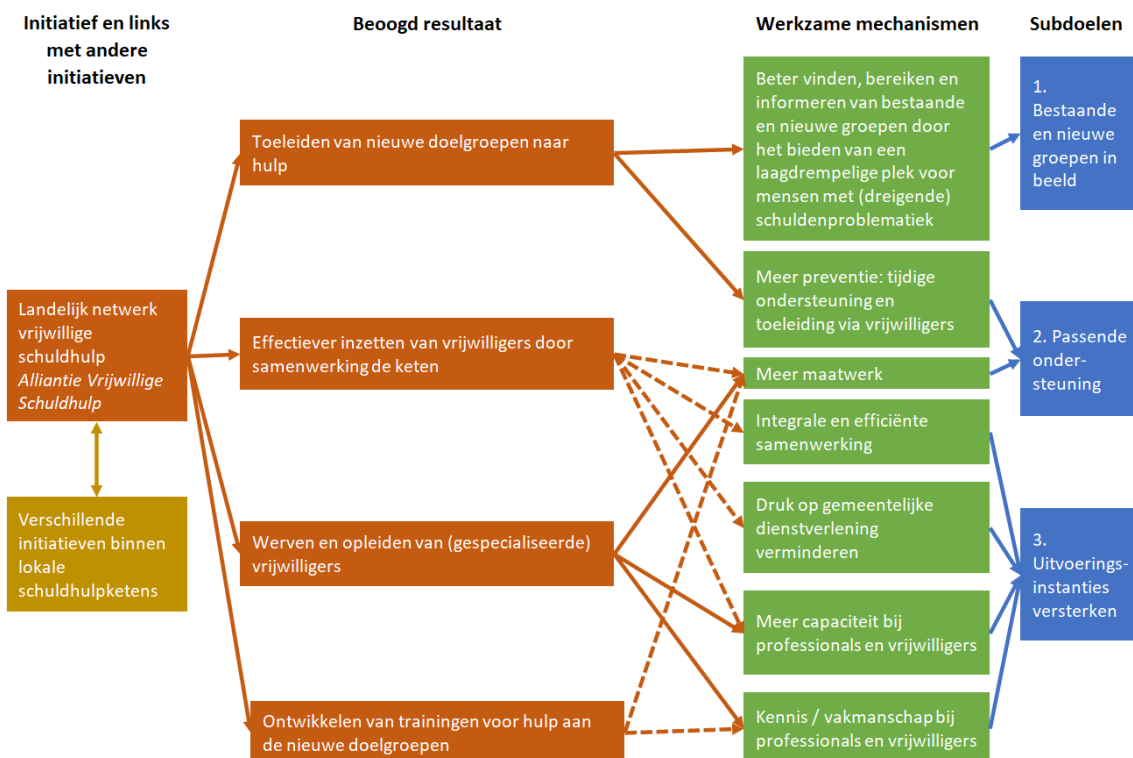 Initiatief en links
met andere
initiatieven
Beoogd resultaat
Werkzame mechanismen
Subdoelen
Landelijk netwerk
vrijwillige
schuldhulp
Alliantie Vrijwillige
Schuldhulp
Verschillende
initiatieven binnen
lokale
schuldhulpketens
Toeleiden van nieuwe doelgroepen naar
hulp
Effectiever inzetten van vrijwilligers door
samenwerking de keten
Werven en opleiden van (gespecialiseerde)
vrijwilligers
Ontwikkelen van trainingen voor hulp aan
de nieuwe doelgroepen
Beter vinden, bereiken en
informeren van bestaande
en nieuwe groepen door
het bieden van een
laagdrempelige plek voor
mensen met (dreigende)
schuldenproblematiek
Meer preventie: tijdige
ondersteuning en
toeleiding via vrijwilligers
Meer maatwerk
Integrale en efficiënte
samenwerking
Druk op gemeentelijke
dienstverlening
verminderen
Meer capaciteit bij
professionals en vrijwilligers
Kennis / vakmanschap bij
professionals en vrijwilligers
1.
Bestaande
en nieuwe
groepen in
beeld
2. Passende
onder-
steuning
3.
Uitvoerings-
instanties
versterken